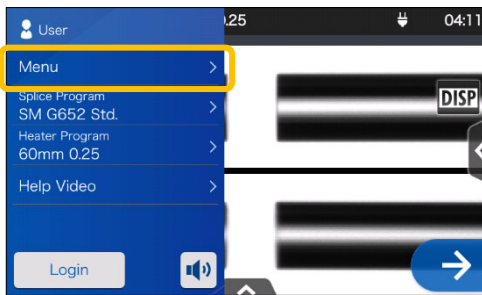 User
.25
04:11
Menu
DISP
Splice Program
SM G652 Std.
Heater Program
60mm 0.25
Help Video
Login